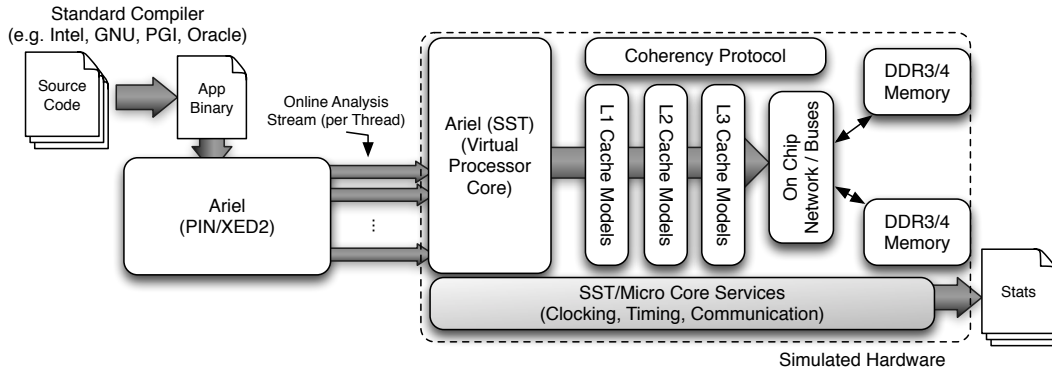 Standard Compiler
(e.g. Intel, GNU, PGI, Oracle)
Source
Code
App
Binary
Online Analysis
Stream (per Thread)
Ariel
(PIN/XED2)
...
Ariel (SST)
(Virtual
Processor
Core)
Coherency Protocol
L1 Cache Models
L2 Cache Models
L3 Cache Models
On Chip
Network / Buses
DDR3/4
Memory
DDR3/4
Memory
SST/Micro Core Services
(Clocking, Timing, Communication)
Stats
Simulated Hardware